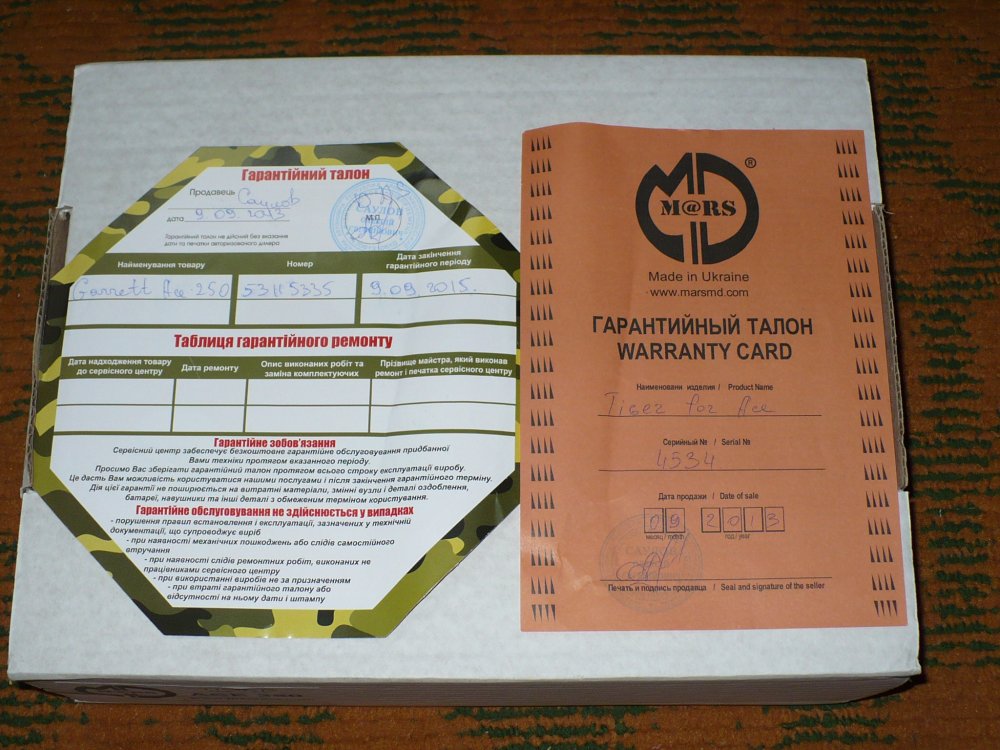 Гарантійний талон
Продавець Саулов
дата 9 09. 2013
М.П.
САУЛОВ
Гарантійний талон не дійсний без вказання
дати та печатки авторизованого дилера
Найменування товару
Номер
Дата закінчення
гарантійного періоду
Garrett Ace-250
9.09.2015.
Таблиця гарантійного ремонту
Дата надходження товару
до сервісного центру
Дата ремонту
Опис виконаних робіт та
заміна комплектуючих
Прізвище майстра, який виконав
ремонт і печатка сервісного центру
Гарантійне зобов'язання
Сервісний центр забезпечує безкоштовне гарантійне обслуговування придбанної
Вами техніки протягом вказанного періоду.
Просимо Вас зберігати гарантійний талон протягом всього строку експлуатації виробу.
Це дасть Вам можливість користуватися нашими послугами і після закінчення гарантійного терміну.
Дія цієї гарантії не поширюється на витратні матеріали, змінні вузли і деталі оздоблення,
батареї, навушники та інші деталі з обмеженим терміном користування.
Гарантійне обслуговування не здійснюється у випадках
- порушення правил встановлення і експлуатації, зазначених у технічній
документації, що супроводжує виріб
- при наявності механічних пошкоджень або слідів самостійного
втручання
- при наявності слідів ремонтних робіт, виконаних не
працівниками сервісного центру
- при використанні виробів не за призначенням
- при втраті гарантійного талону або
відсутності на ньому дати і штампу
MD ®
M@RS
Made in Ukraine
www.marsmd.com
ГАРАНТИЙНЫЙ ТАЛОН
WARRANTY CARD
Наименовани изделия / Product Name
Tiger for Ace
Серийный № / Serial №
4534
Дата продажи / Date of sale
09 2013
месяц / month год / year
Печать и подпись продавца / Seal and signature of the seller